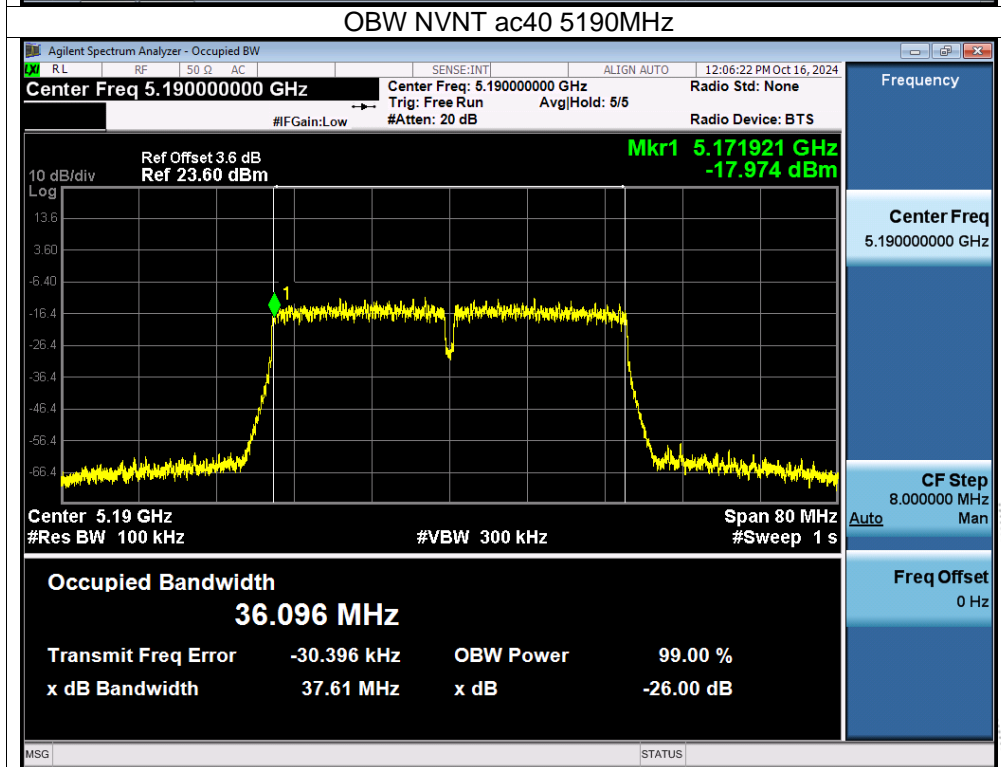 OBW NVNT ac40 5190MHz
Agilent Spectrum Analyzer - Occupied BW
LXI RL RF 50 Ω AC SENSE:INT ALIGN AUTO 12:06:22 PM Oct 16, 2024
Center Freq 5.190000000 GHz
Center Freq: 5.190000000 GHz Radio Std: None
Trig: Free Run Avg|Hold: 5/5
#IFGain:Low #Atten: 20 dB Radio Device: BTS
Mkr1 5.171921 GHz
-17.974 dBm
Ref Offset 3.6 dB
10 dB/div Ref 23.60 dBm
Log
13.6
3.60
-6.40
-16.4
-26.4
-36.4
-46.4
-56.4
-66.4
1
Center 5.19 GHz Span 80 MHz
#Res BW 100 kHz #VBW 300 kHz #Sweep 1 s
Occupied Bandwidth
36.096 MHz
Transmit Freq Error -30.396 kHz OBW Power 99.00 %
x dB Bandwidth 37.61 MHz x dB -26.00 dB
MSG STATUS
Frequency
Center Freq
5.190000000 GHz
CF Step
8.000000 MHz
Auto Man
Freq Offset
0 Hz